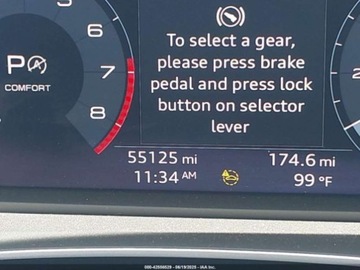 To select a gear,
please press brake
pedal and press lock
button on selector
lever
6
7
8
P
COMFORT
2
55125 mi
174.6 mi
11:34 AM
99 °F